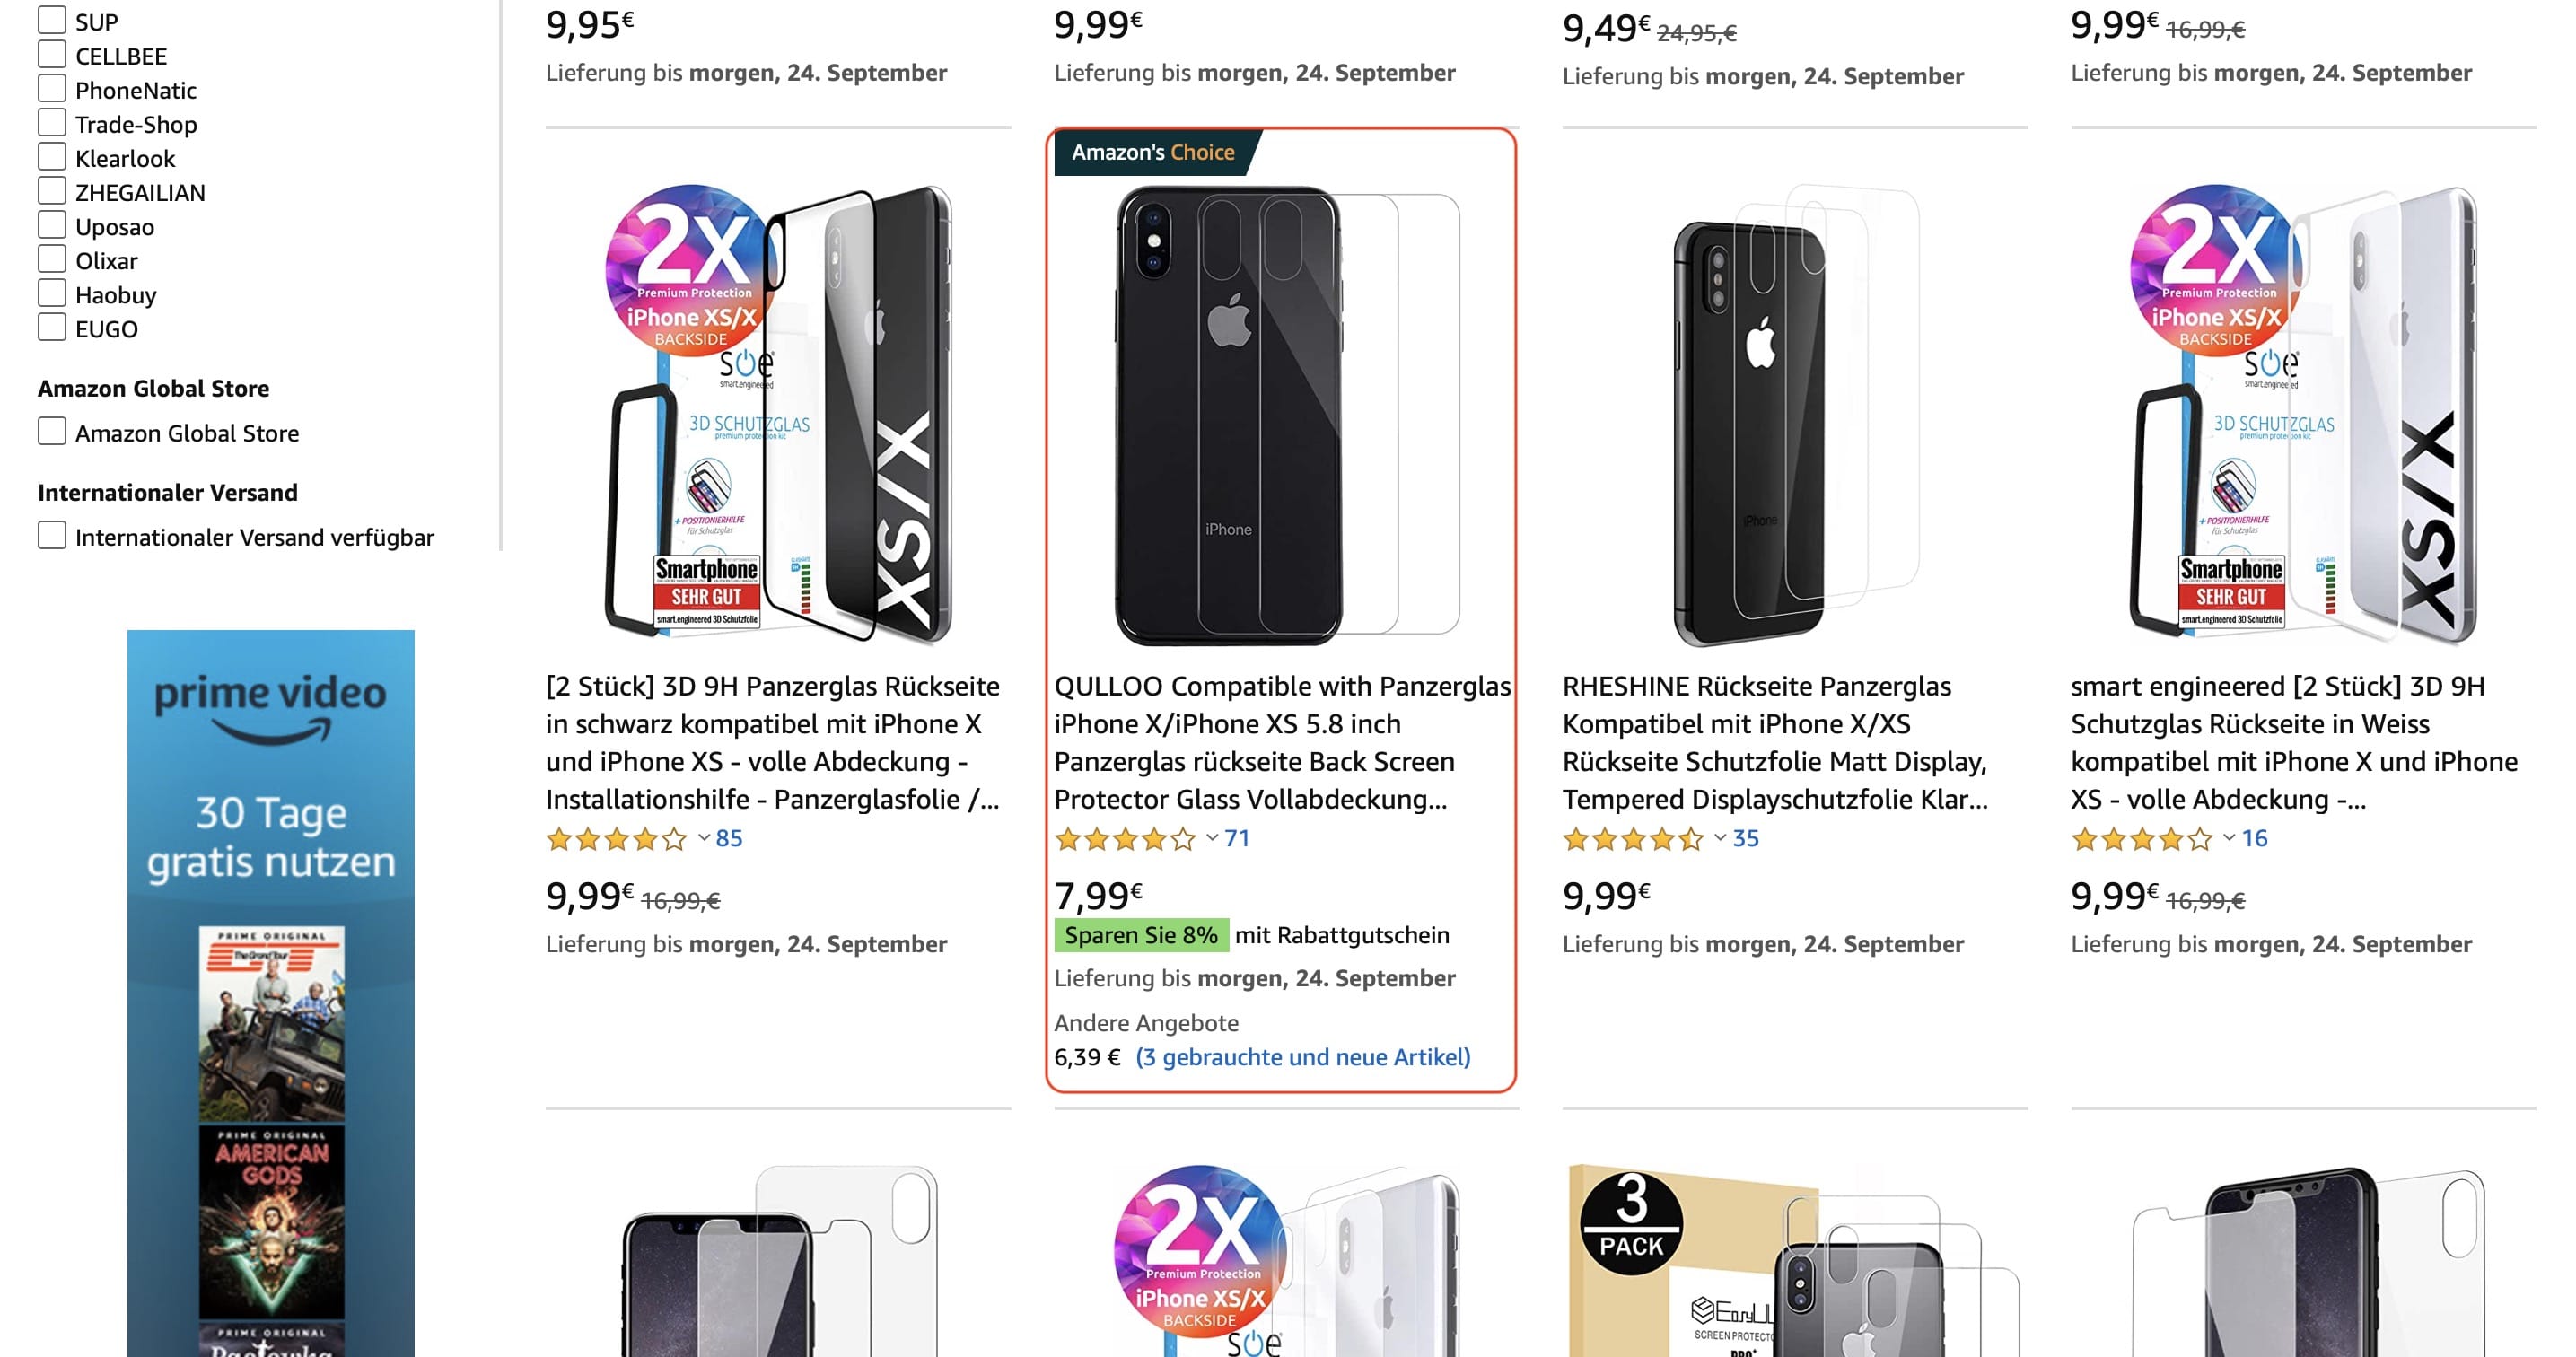 SUP
CELLBEE
PhoneNatic
Trade-Shop
Klearlook
ZHEGAILIAN
Uposao
Olixar
Haobuy
EUGO
Amazon Global Store
Amazon Global Store
Internationaler Versand
Internationaler Versand verfügbar
prime video
30 Tage
gratis nutzen
PRIME ORIGINAL
The Grand Tour
PRIME ORIGINAL
AMERICAN
GODS
PRIME ORIGINAL
9,95€
Lieferung bis morgen, 24. September
9,99€
Lieferung bis morgen, 24. September
9,49€ 24,95,€
Lieferung bis morgen, 24. September
9,99€ 16,99,€
Lieferung bis morgen, 24. September
2X
Premium Protection
iPhone XS/X
BACKSIDE
soe
smart.engineered
3D SCHUTZGLAS
premium protection kit
+ POSITIONIERHILFE
für Schutzglas
Smartphone
SEHR GUT
smart.engineered 3D Schutzfolie
XS/X
[2 Stück] 3D 9H Panzerglas Rückseite
in schwarz kompatibel mit iPhone X
und iPhone XS - volle Abdeckung -
Installationshilfe - Panzerglasfolie /...
85
9,99€ 16,99,€
Lieferung bis morgen, 24. September
Amazon's Choice
iPhone
QULLOO Compatible with Panzerglas
iPhone X/iPhone XS 5.8 inch
Panzerglas rückseite Back Screen
Protector Glass Vollabdeckung...
71
7,99€
Sparen Sie 8% mit Rabattgutschein
Lieferung bis morgen, 24. September
Andere Angebote
6,39 € (3 gebrauchte und neue Artikel)
iPhone
RHESHINE Rückseite Panzerglas
Kompatibel mit iPhone X/XS
Rückseite Schutzfolie Matt Display,
Tempered Displayschutzfolie Klar...
35
9,99€
Lieferung bis morgen, 24. September
2X
Premium Protection
iPhone XS/X
BACKSIDE
soe
smart.engineered
3D SCHUTZGLAS
premium protection kit
+ POSITIONIERHILFE
für Schutzglas
Smartphone
SEHR GUT
smart.engineered 3D Schutzfolie
XS/X
smart engineered [2 Stück] 3D 9H
Schutzglas Rückseite in Weiss
kompatibel mit iPhone X und iPhone
XS - volle Abdeckung -...
16
9,99€ 16,99,€
Lieferung bis morgen, 24. September
2X
Premium Protection
iPhone XS/X
BACKSIDE
soe
3
PACK